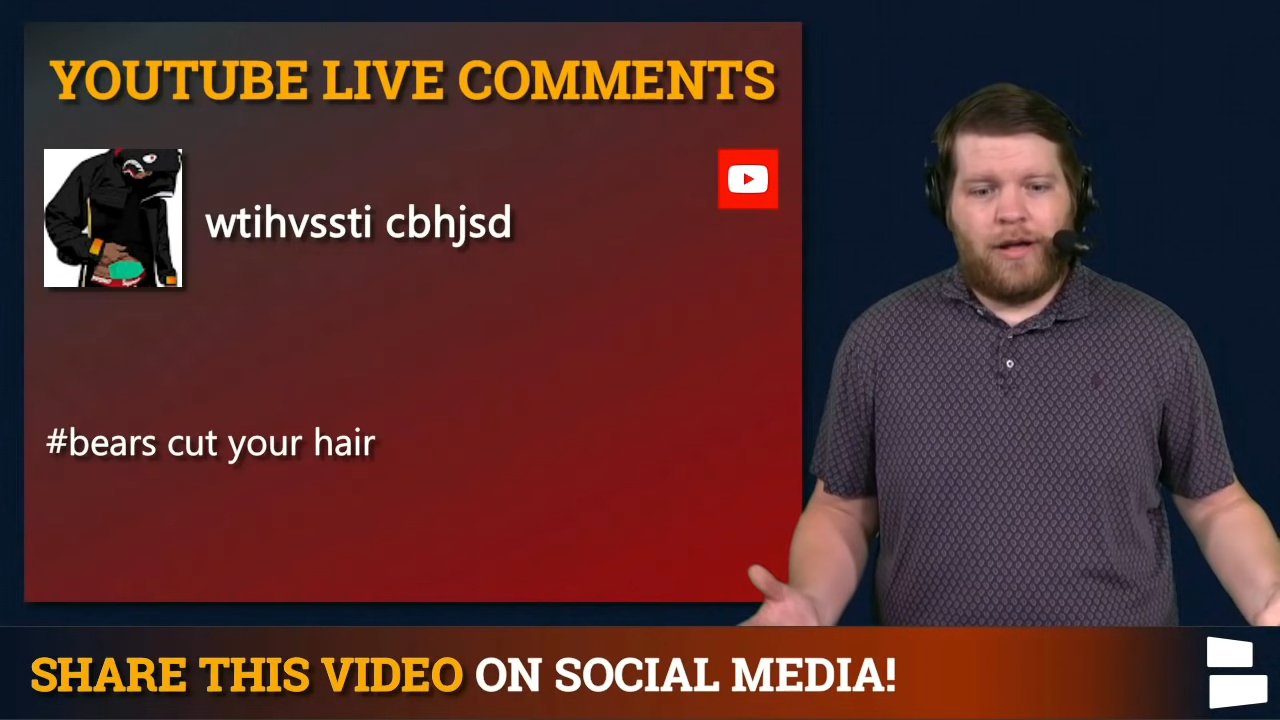 YOUTUBE LIVE COMMENTS
wtihvssti cbhjsd
#bears cut your hair
SHARE THIS VIDEO ON SOCIAL MEDIA!